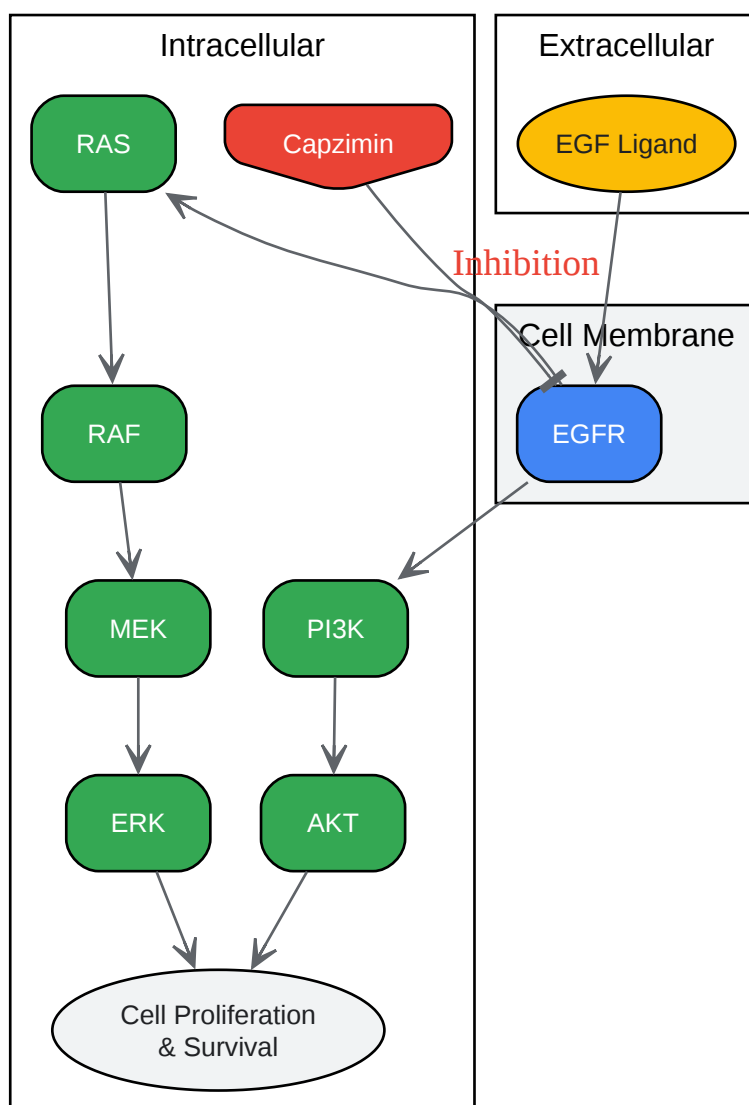 Intracellular
Extracellular
RAS
Capzimin
EGF Ligand
Inhibition
Cell Membrane
RAF
EGFR
MEK
PI3K
ERK
AKT
Cell Proliferation
& Survival